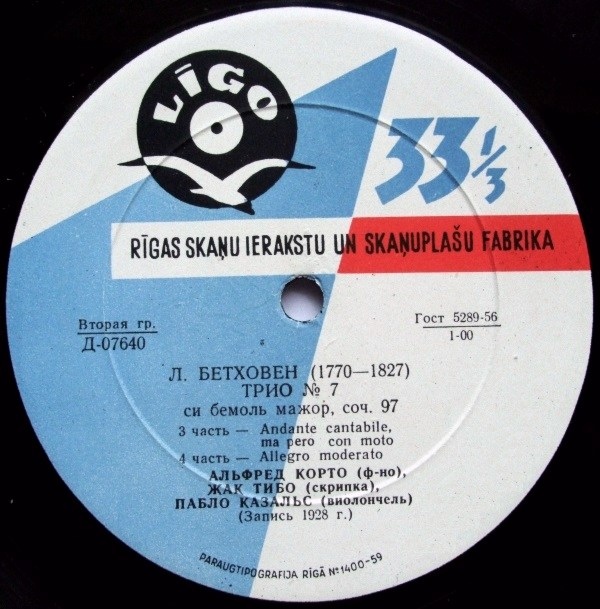 LĪGO
33 1/3
RĪGAS SKAŅU IERAKSTU UN SKAŅUPLAŠU FABRIKA
Вторая гр.
Д-07640
Гост 5289-56
1-00
Л. БЕТХОВЕН (1770—1827)
ТРИО № 7
си бемоль мажор, соч. 97
3 часть — Andante cantabile,
ma pero con moto
4 часть — Allegro moderato
АЛЬФРЕД КОРТО (ф-но),
ЖАК ТИБО (скрипка),
ПАБЛО КАЗАЛЬС (виолончель)
(Запись 1928 г.)
PARAUGTIPOGRAFIJA RĪGĀ №1400-59